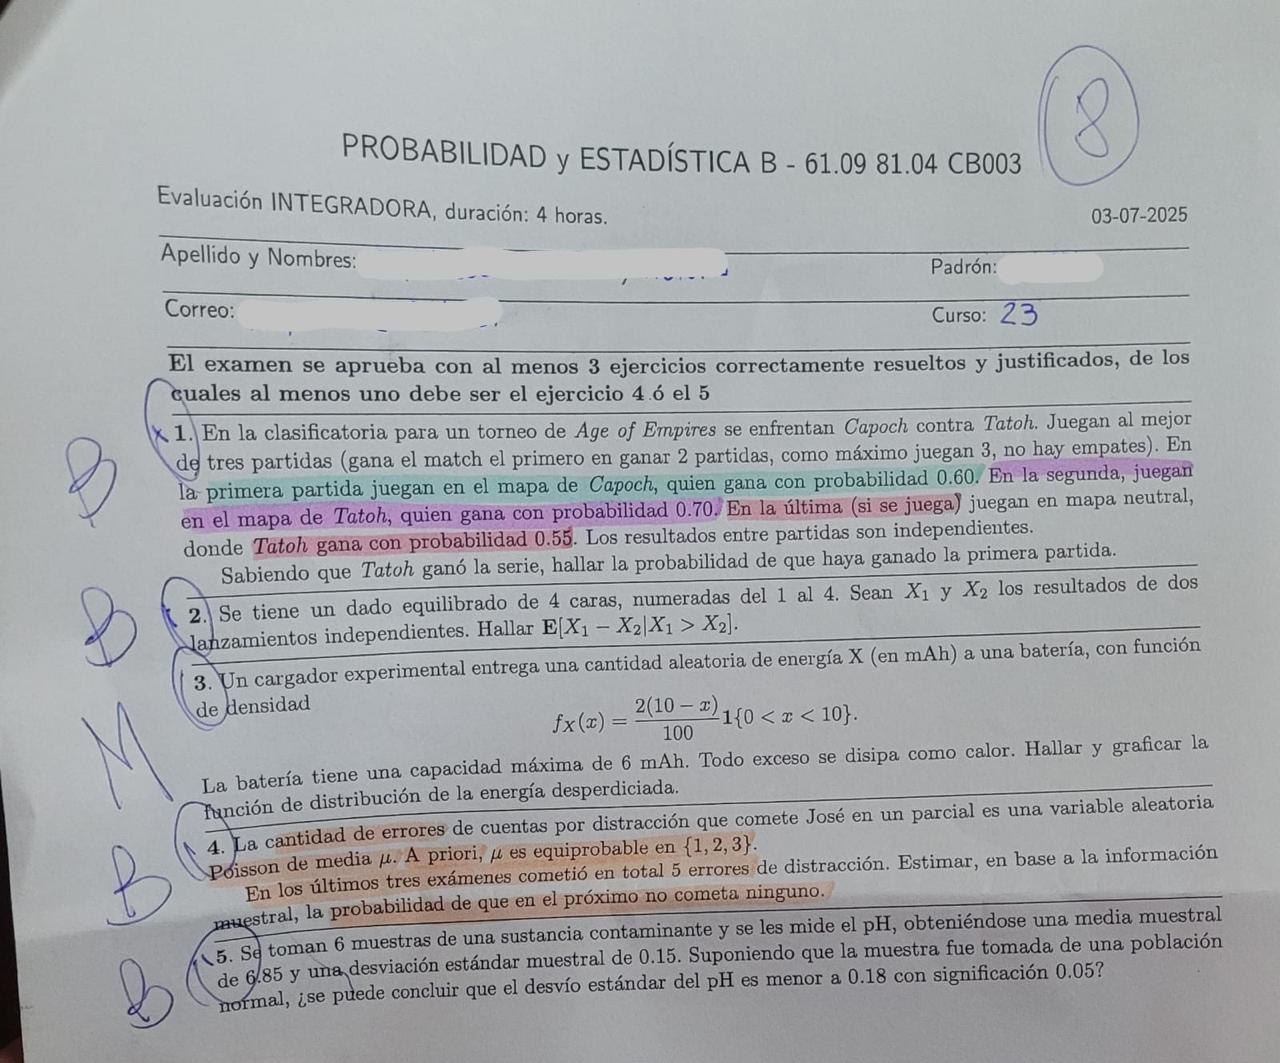 8
PROBABILIDAD y ESTADÍSTICA B - 61.09 81.04 CB003
Evaluación INTEGRADORA, duración: 4 horas.
03-07-2025
Apellido y Nombres:
Padrón:
Correo:
Curso: 23
El examen se aprueba con al menos 3 ejercicios correctamente resueltos y justificados, de los
cuales al menos uno debe ser el ejercicio 4 ó el 5
B
1. En la clasificatoria para un torneo de Age of Empires se enfrentan Capoch contra Tatoh. Juegan al mejor
de tres partidas (gana el match el primero en ganar 2 partidas, como máximo juegan 3, no hay empates). En
la primera partida juegan en el mapa de Capoch, quien gana con probabilidad 0.60. En la segunda, juegan
en el mapa de Tatoh, quien gana con probabilidad 0.70. En la última (si se juega) juegan en mapa neutral,
donde Tatoh gana con probabilidad 0.55. Los resultados entre partidas son independientes.
Sabiendo que Tatoh ganó la serie, hallar la probabilidad de que haya ganado la primera partida.
B
2. Se tiene un dado equilibrado de 4 caras, numeradas del 1 al 4. Sean X₁ y X₂ los resultados de dos
lanzamientos independientes. Hallar E[X₁ − X₂|X₁ > X₂].
M
3. Un cargador experimental entrega una cantidad aleatoria de energía X (en mAh) a una batería, con función
de densidad
fX(x) = 2(10 − x)/100 1{0 < x < 10}.
La batería tiene una capacidad máxima de 6 mAh. Todo exceso se disipa como calor. Hallar y graficar la
función de distribución de la energía desperdiciada.
B
4. La cantidad de errores de cuentas por distracción que comete José en un parcial es una variable aleatoria
Poisson de media μ. A priori, μ es equiprobable en {1, 2, 3}.
En los últimos tres exámenes cometió en total 5 errores de distracción. Estimar, en base a la información
muestral, la probabilidad de que en el próximo no cometa ninguno.
B
5. Se toman 6 muestras de una sustancia contaminante y se les mide el pH, obteniéndose una media muestral
de 6.85 y una desviación estándar muestral de 0.15. Suponiendo que la muestra fue tomada de una población
normal, ¿se puede concluir que el desvío estándar del pH es menor a 0.18 con significación 0.05?